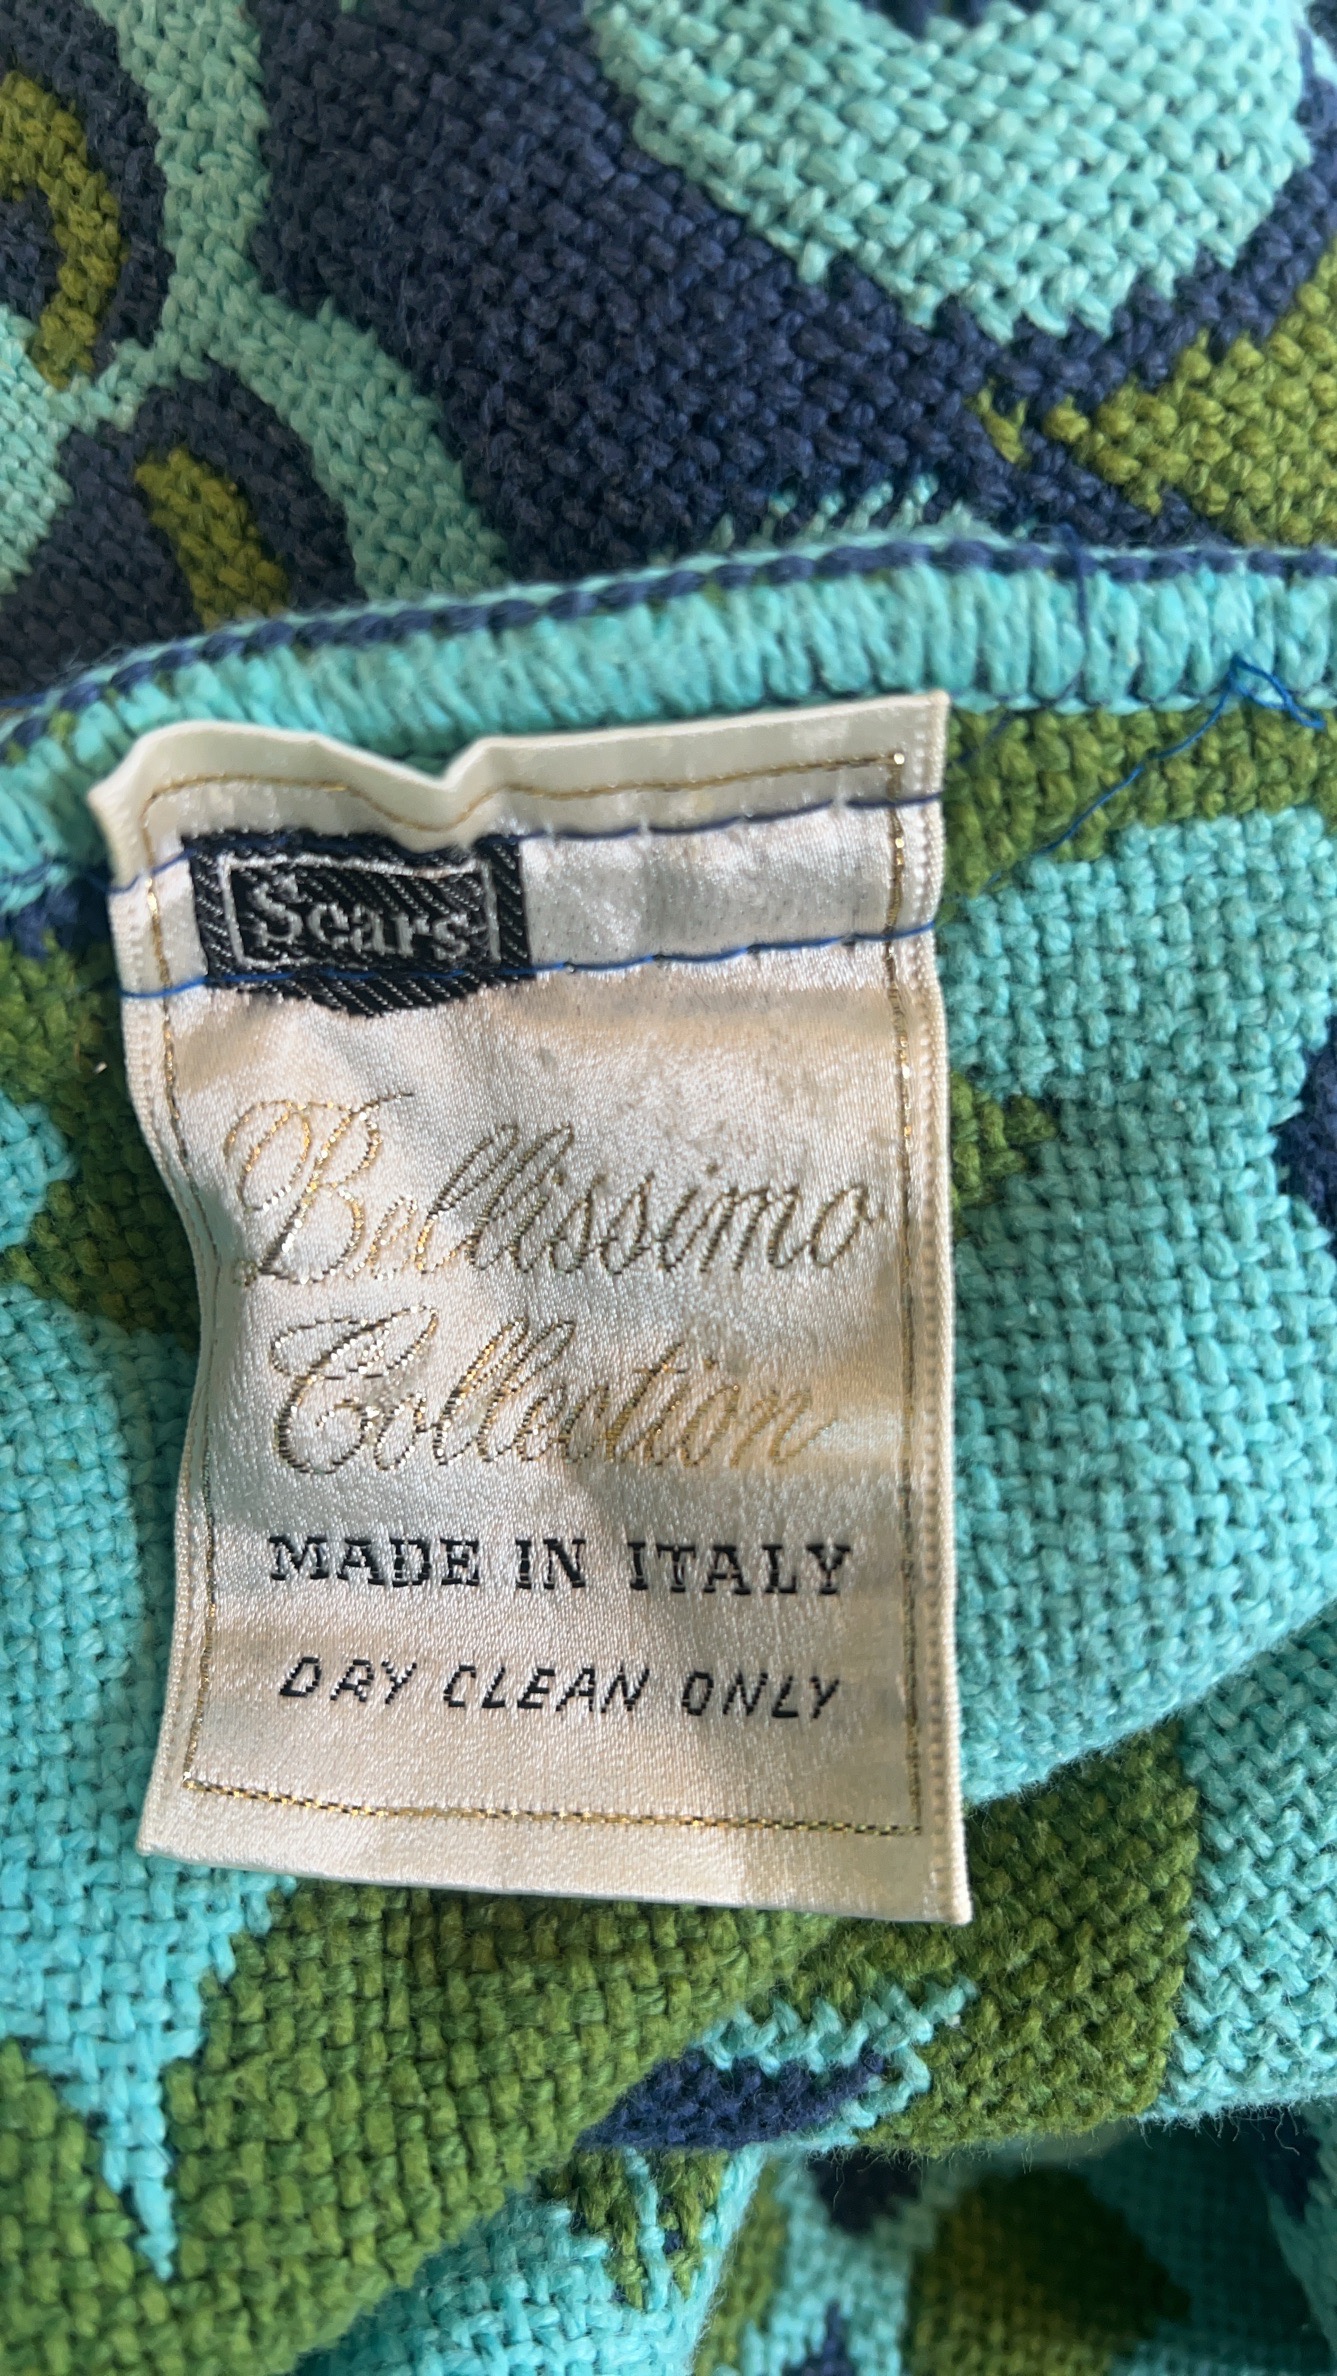 Sears
Bellissimo
Collection
MADE IN ITALY
DRY CLEAN ONLY